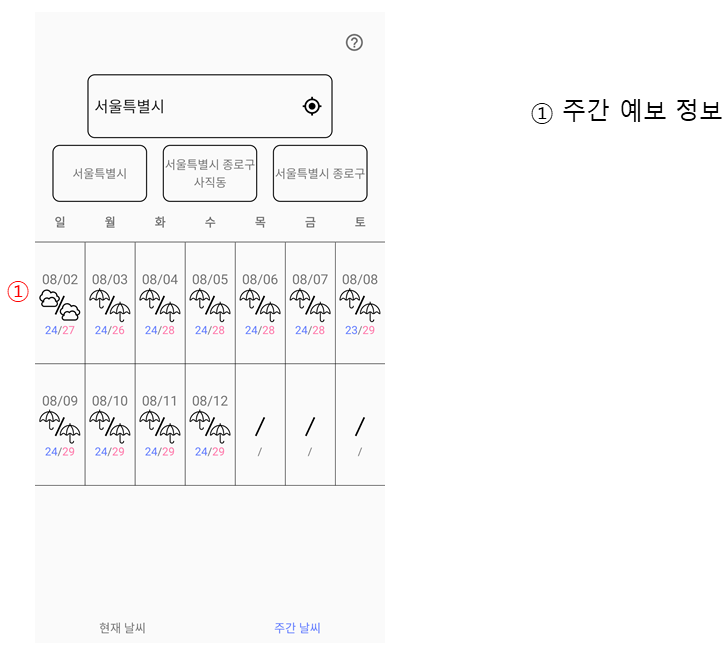 서울특별시
① 주간 예보 정보
서울특별시
서울특별시 종로구
사직동
서울특별시 종로구
일 월 화 수 목 금 토
①
08/02 08/03 08/04 08/05 08/06 08/07 08/08
/ / / / / / /
24/27 24/26 24/28 24/28 24/28 24/28 23/29
08/09 08/10 08/11 08/12
/ / / / / / /
24/29 24/29 24/29 24/29 / / /
현재 날씨 주간 날씨